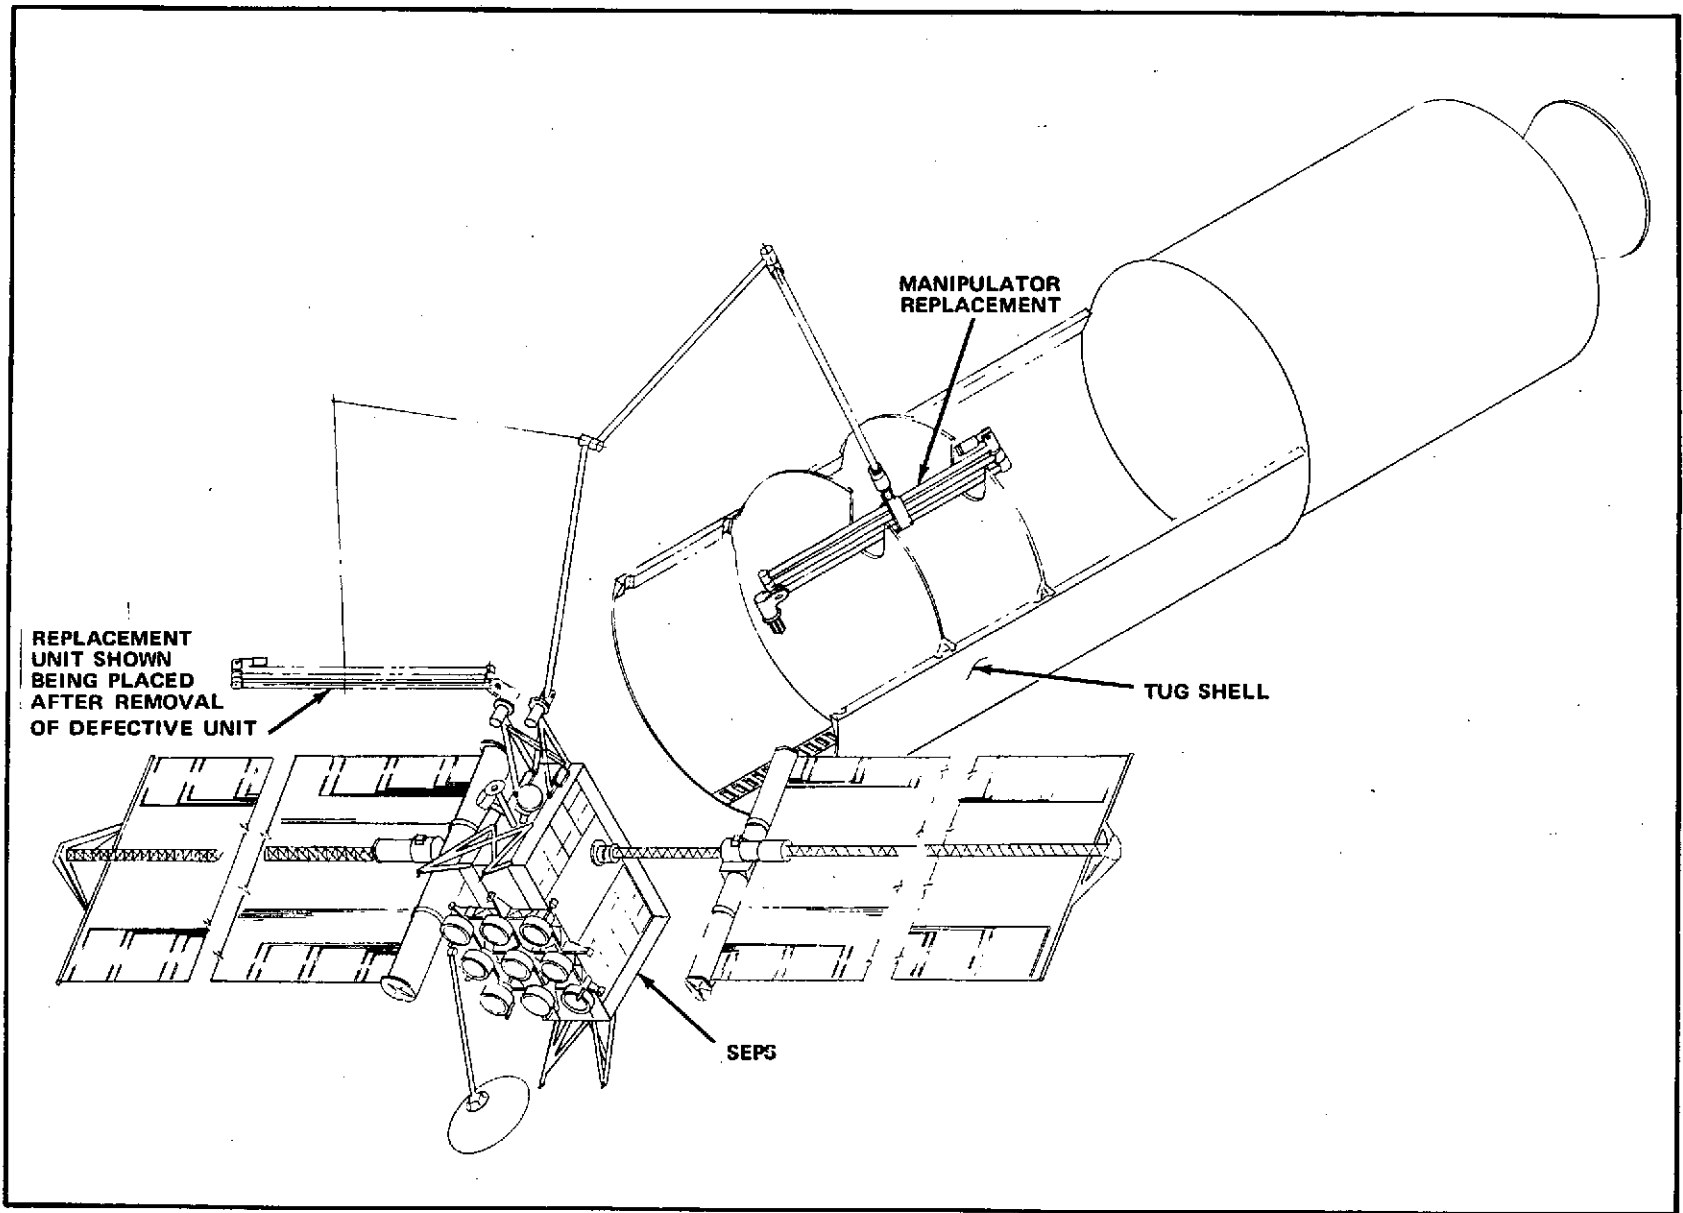 MANIPULATOR
REPLACEMENT
REPLACEMENT
UNIT SHOWN
BEING PLACED
AFTER REMOVAL
OF DEFECTIVE UNIT
TUG SHELL
SEPS